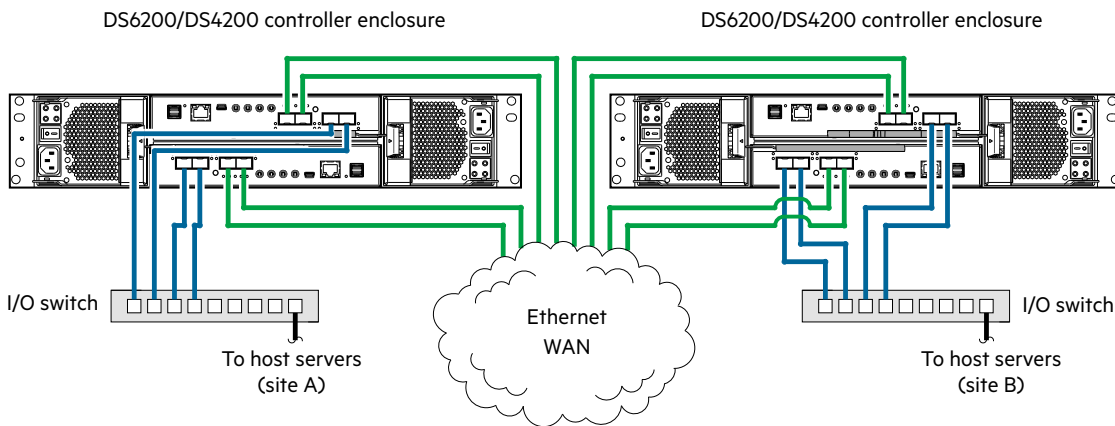 DS6200/DS4200 controller enclosure
DS6200/DS4200 controller enclosure
I/O switch
Ethernet
WAN
I/O switch
To host servers
(site A)
To host servers
(site B)